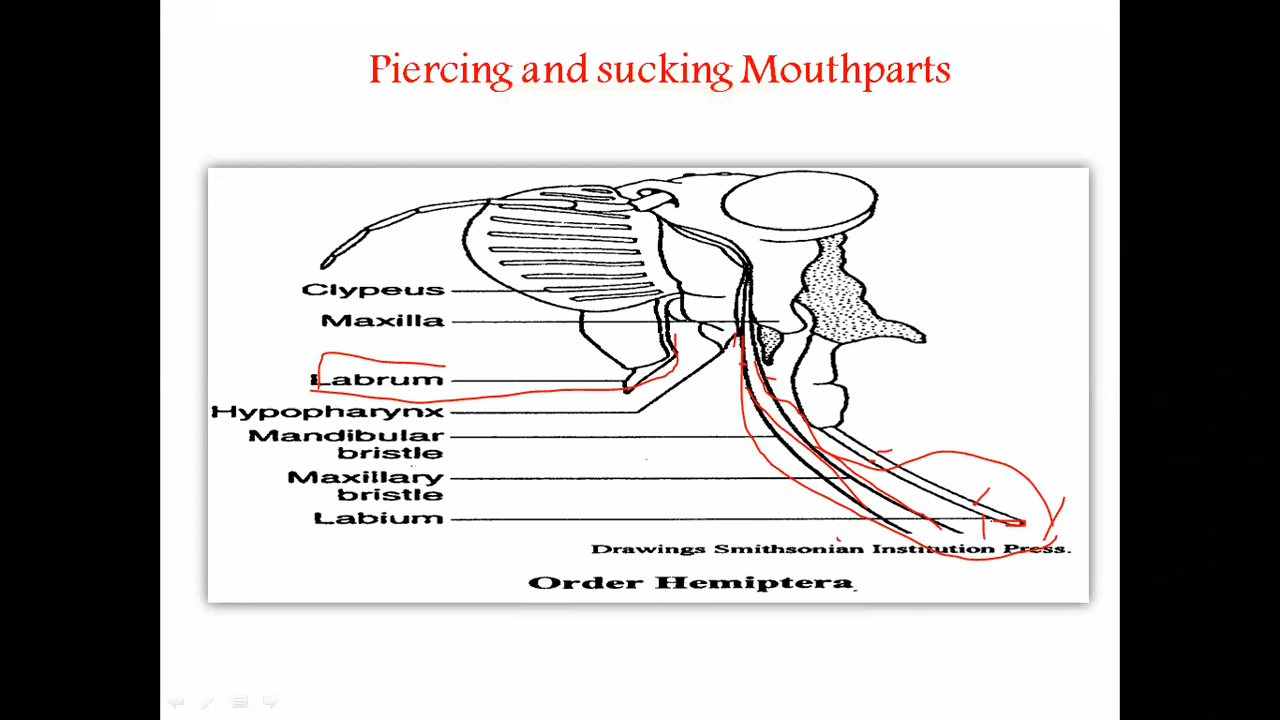 Piercing and sucking Mouthparts
Clypeus
Maxilla
Labrum
Hypopharynx
Mandibular
bristle
Maxillary
bristle
Labium
Drawings Smithsonian Institution Press.
Order Hemiptera